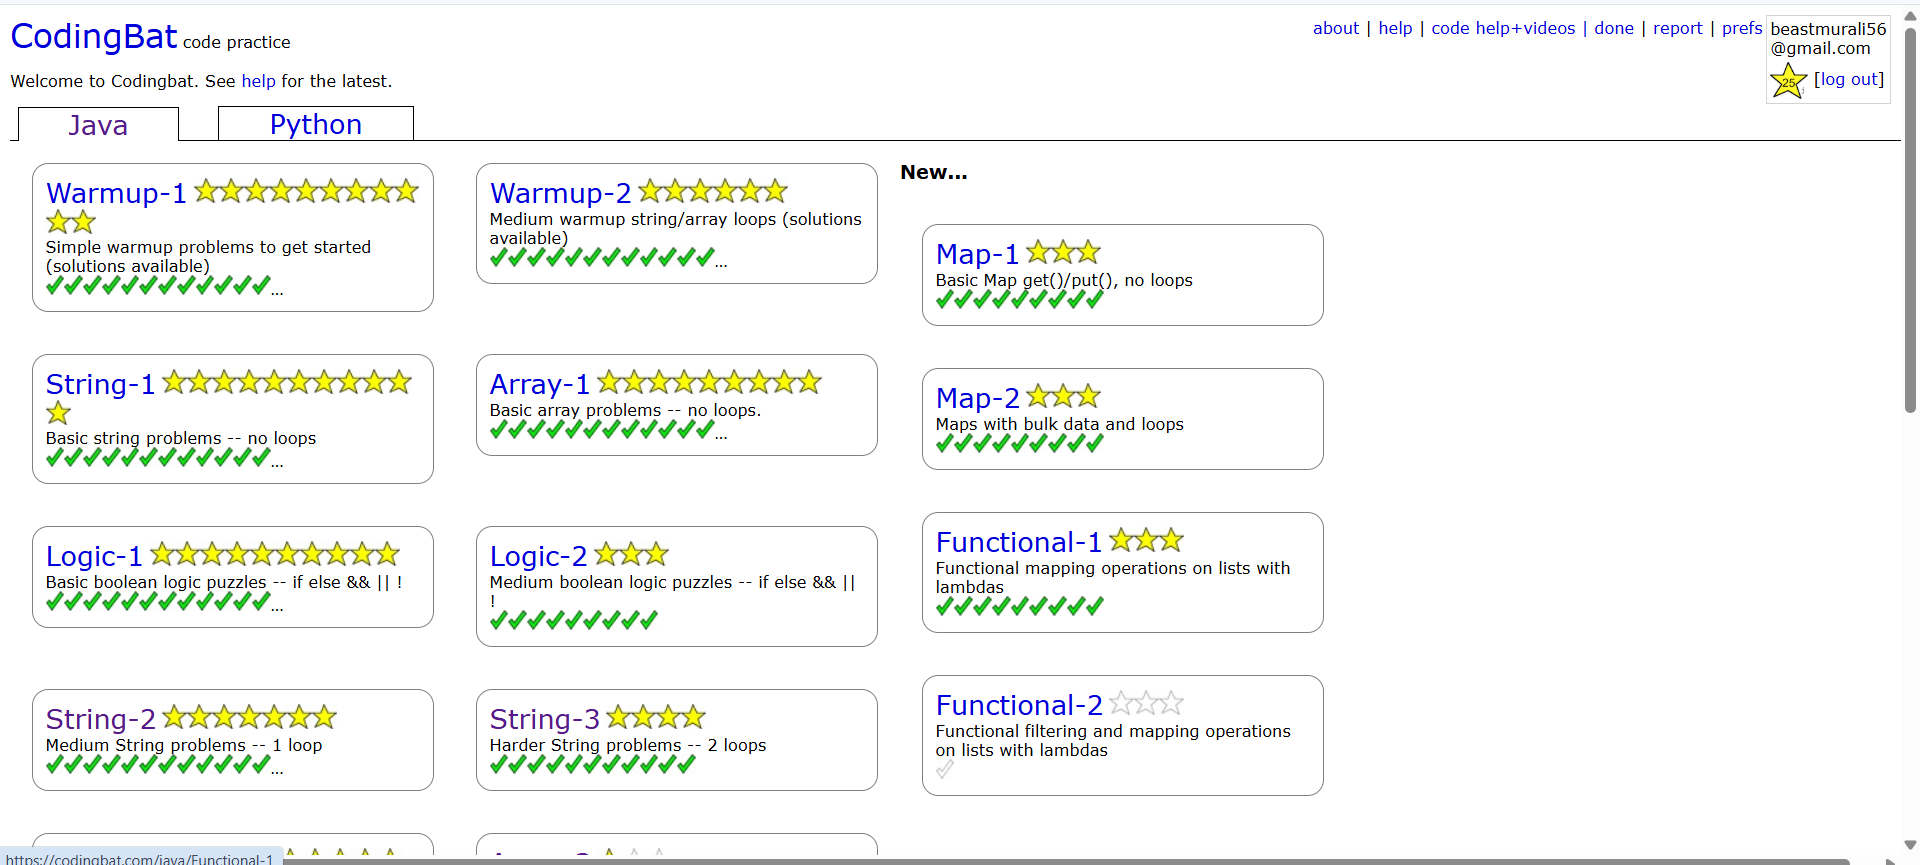 CodingBat code practice
about | help | code help+videos | done | report | prefs
beastmurali56
@gmail.com
25
[log out]
Welcome to Codingbat. See help for the latest.
Java
Python
Warmup-1
Simple warmup problems to get started
(solutions available)
...
Warmup-2
Medium warmup string/array loops (solutions
available)
...
New...
Map-1
Basic Map get()/put(), no loops
String-1
Basic string problems -- no loops
...
Array-1
Basic array problems -- no loops.
...
Map-2
Maps with bulk data and loops
Logic-1
Basic boolean logic puzzles -- if else && || !
...
Logic-2
Medium boolean logic puzzles -- if else && ||
!
Functional-1
Functional mapping operations on lists with
lambdas
String-2
Medium String problems -- 1 loop
...
String-3
Harder String problems -- 2 loops
Functional-2
Functional filtering and mapping operations
on lists with lambdas
https://codingbat.com/java/Functional-1